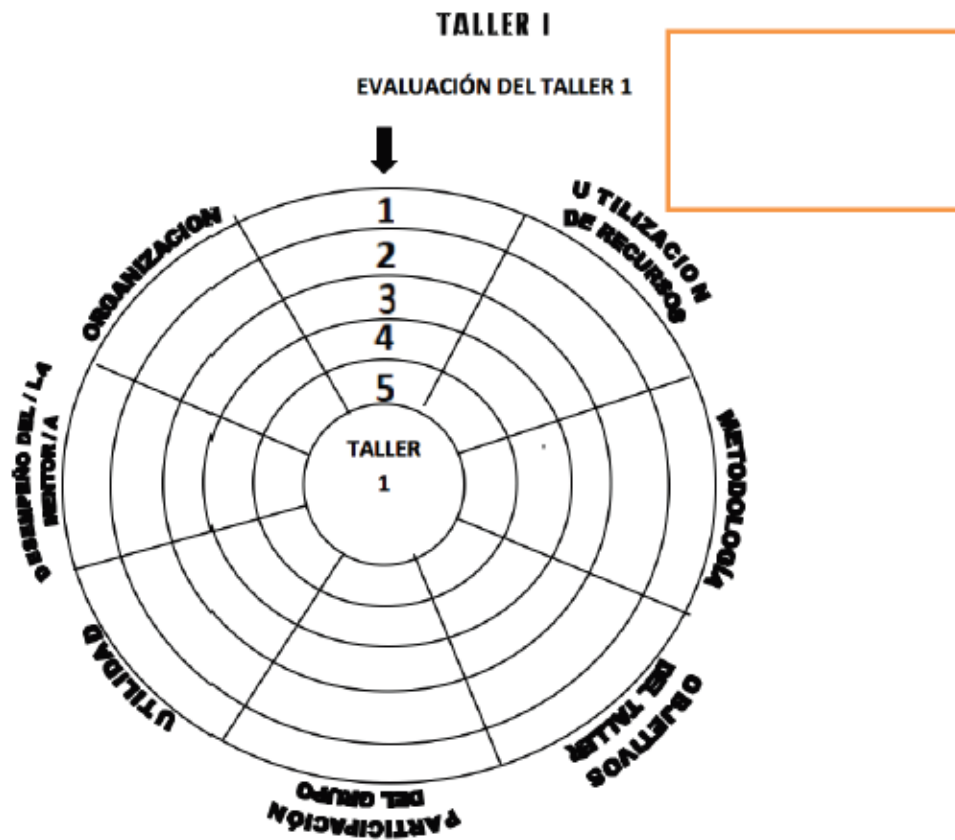 TALLER I
EVALUACIÓN DEL TALLER 1
1
2
3
4
5
TALLER
1
UTILIZACION
DE RECURSOS
METODOLOGÍA
OBJETIVOS
DEL TALLER
PARTICIPACIÓN
DEL GRUPO
UTILIDAD
DESEMPEÑO DEL / LA
MENTOR / A
ORGANIZACION